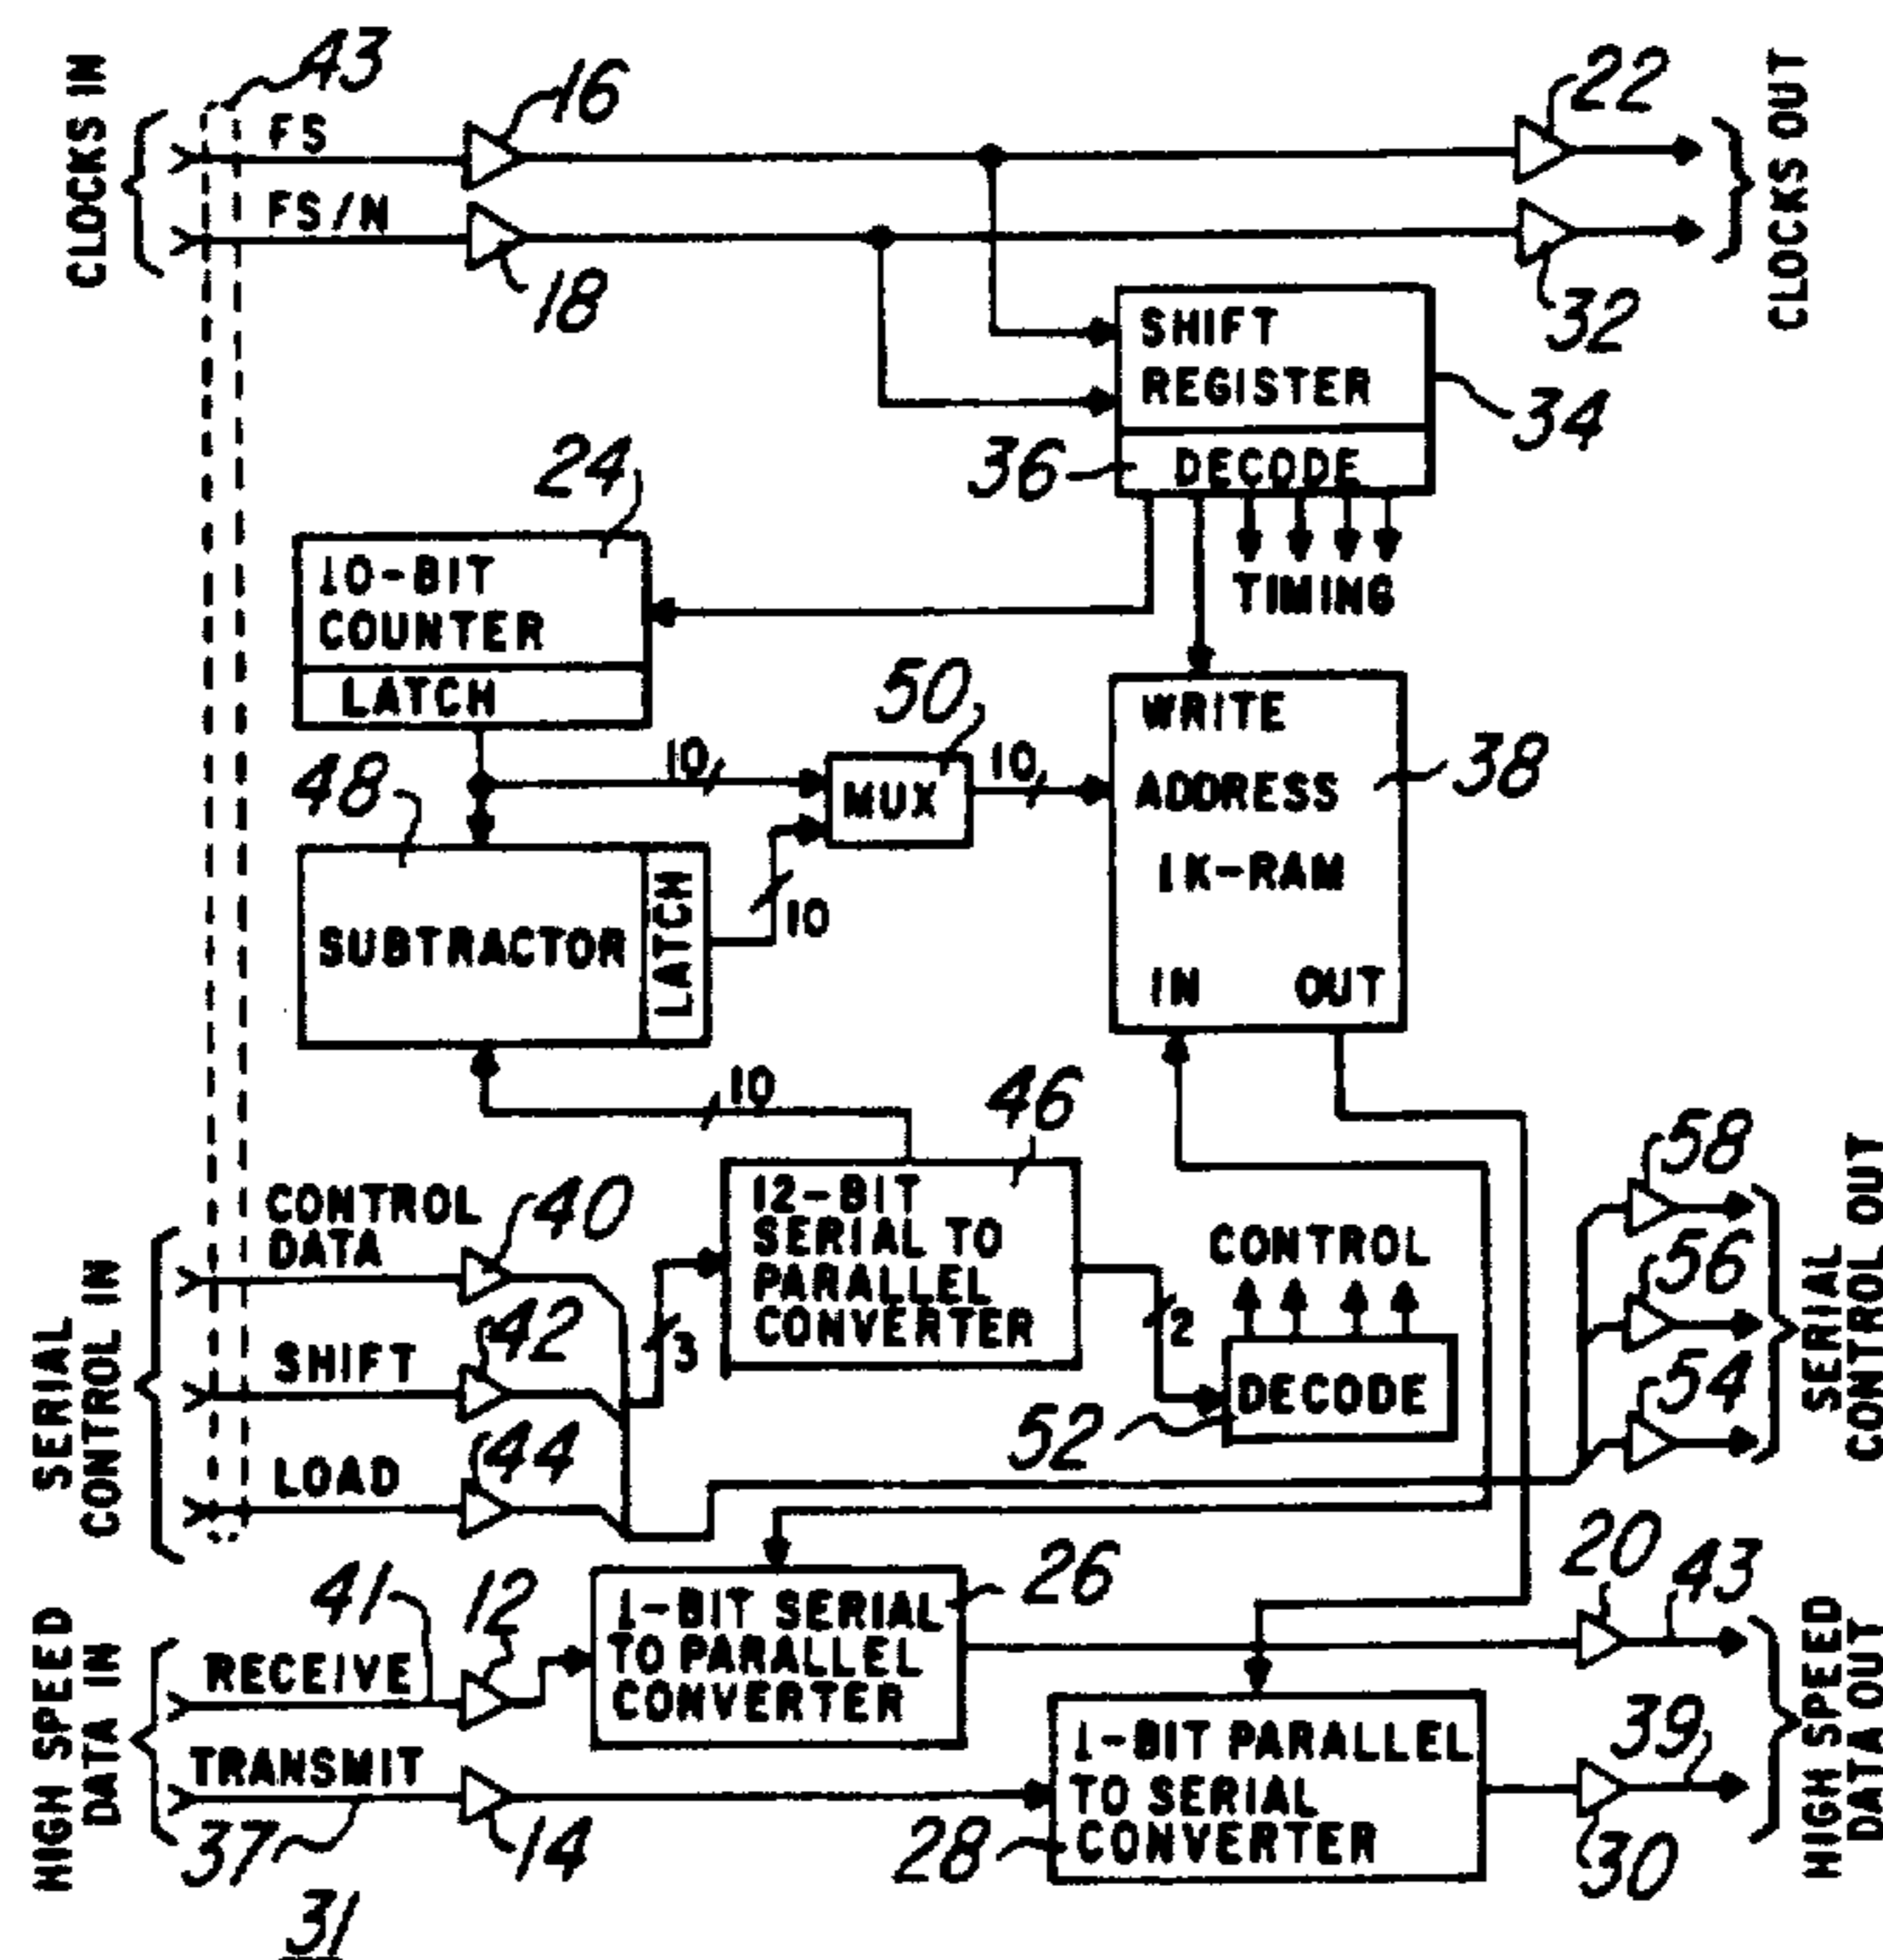 CLOCKS IN
43
FS
16
22
CLOCKS OUT
FS/N
18
32
SHIFT
REGISTER
34
36
DECODE
TIMING
24
10-BIT
COUNTER
LATCH
50
10
MUX
10
WRITE
ADDRESS
1K-RAM
IN OUT
38
48
SUBTRACTOR
LATCH
10
10
46
12-BIT
SERIAL TO
PARALLEL
CONVERTER
SERIAL
CONTROL IN
CONTROL
DATA
40
SHIFT
42
3
LOAD
44
2
CONTROL
DECODE
52
58
56
54
SERIAL
CONTROL OUT
HIGH SPEED
DATA IN
41
12
RECEIVE
1-BIT SERIAL
TO PARALLEL
CONVERTER
26
20
43
TRANSMIT
37
14
1-BIT PARALLEL
TO SERIAL
CONVERTER
28
39
30
HIGH SPEED
DATA OUT
31